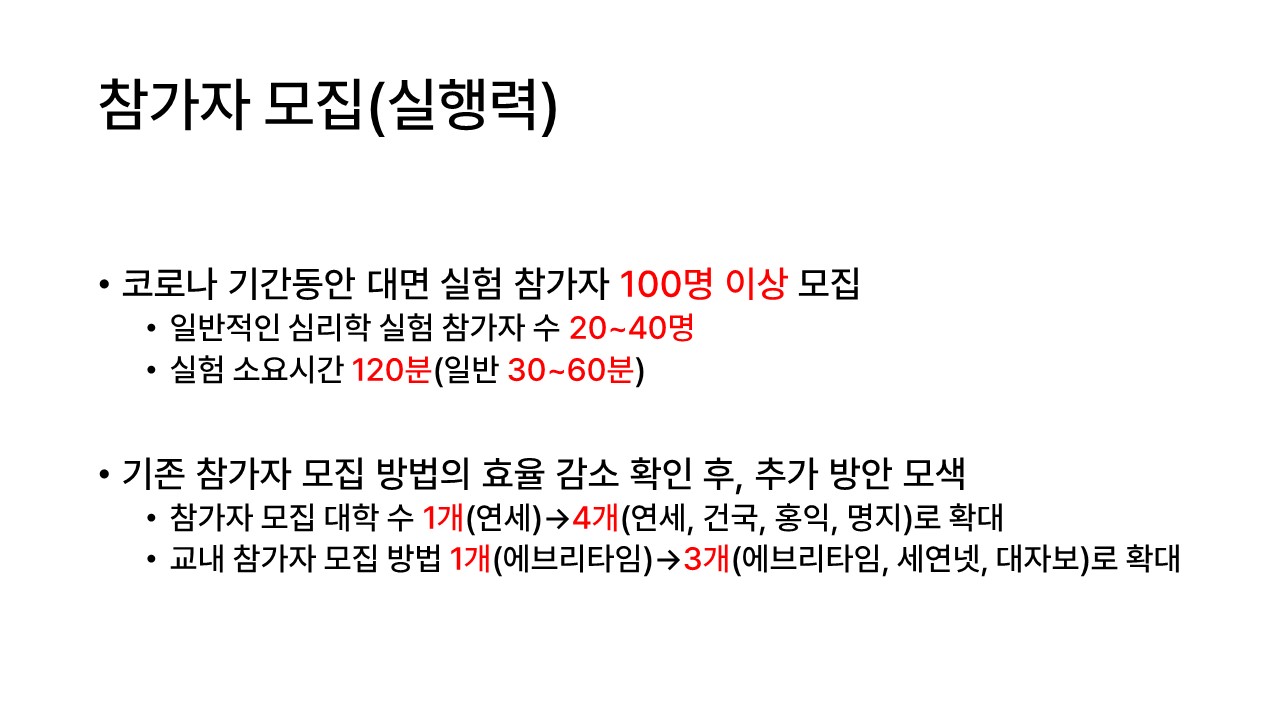 참가자 모집(실행력)
• 코로나 기간동안 대면 실험 참가자 100명 이상 모집
• 일반적인 심리학 실험 참가자 수 20~40명
• 실험 소요시간 120분(일반 30~60분)
• 기존 참가자 모집 방법의 효율 감소 확인 후, 추가 방안 모색
• 참가자 모집 대학 수 1개(연세)→4개(연세, 건국, 홍익, 명지)로 확대
• 교내 참가자 모집 방법 1개(에브리타임)→3개(에브리타임, 세연넷, 대자보)로 확대